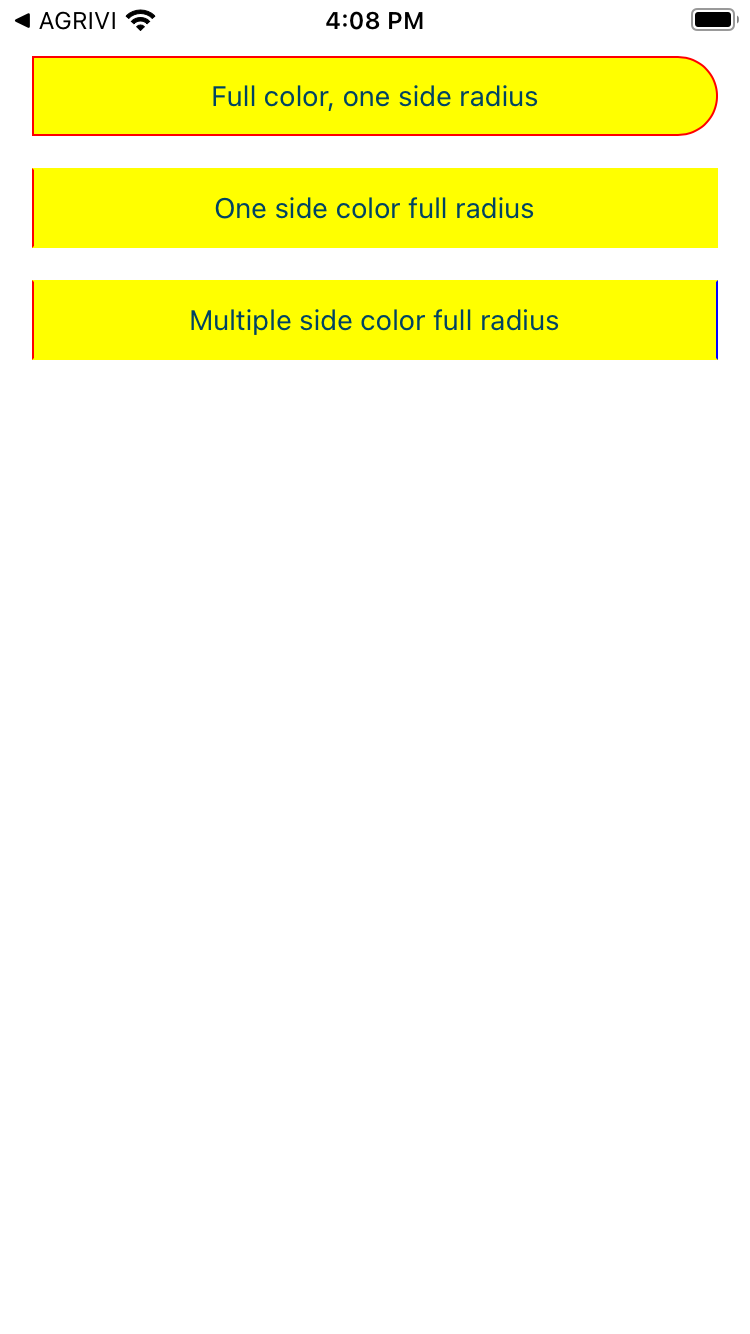 AGRIVI
4:08 PM
Full color, one side radius
One side color full radius
Multiple side color full radius